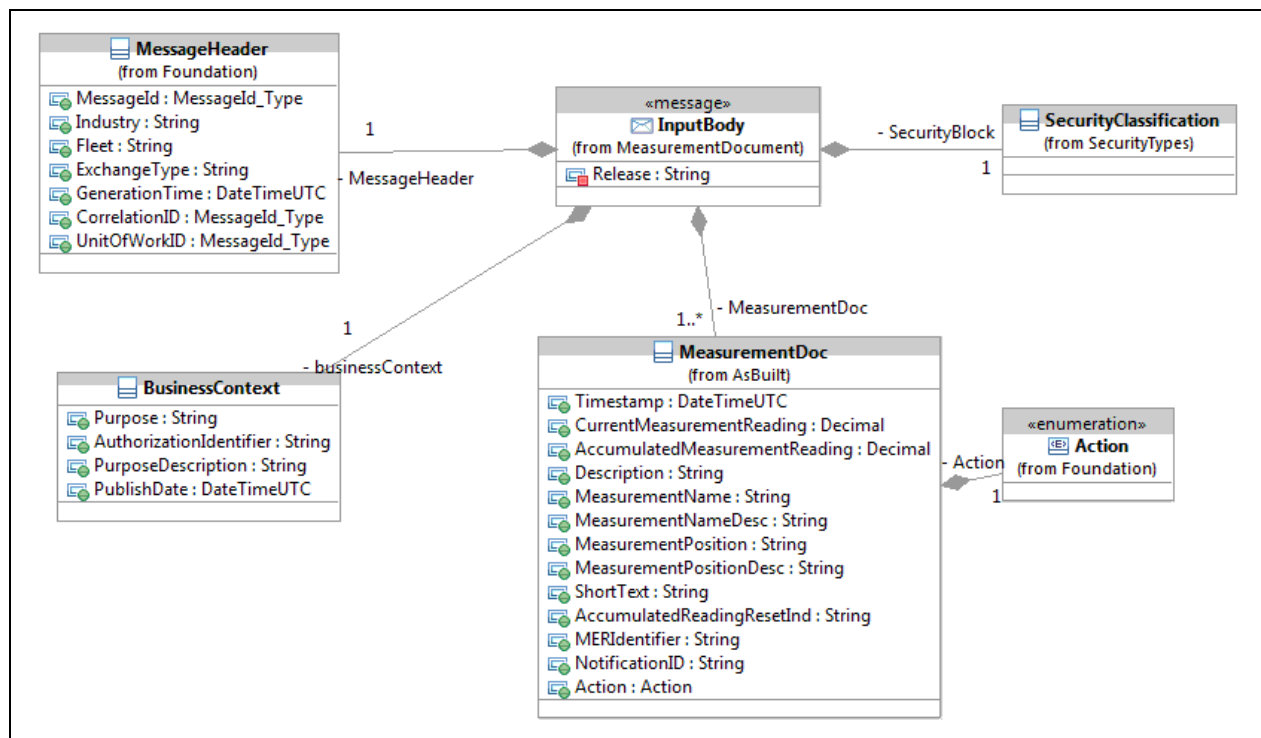 MessageHeader
(from Foundation)
MessageId : MessageId_Type
Industry : String
Fleet : String
ExchangeType : String
GenerationTime : DateTimeUTC
CorrelationID : MessageId_Type
UnitOfWorkID : MessageId_Type
1
- MessageHeader
«message»
InputBody
(from MeasurementDocument)
Release : String
- SecurityBlock
1
SecurityClassification
(from SecurityTypes)
1
- businessContext
BusinessContext
Purpose : String
AuthorizationIdentifier : String
PurposeDescription : String
PublishDate : DateTimeUTC
- MeasurementDoc
1..*
MeasurementDoc
(from AsBuilt)
Timestamp : DateTimeUTC
CurrentMeasurementReading : Decimal
AccumulatedMeasurementReading : Decimal
Description : String
MeasurementName : String
MeasurementNameDesc : String
MeasurementPosition : String
MeasurementPositionDesc : String
ShortText : String
AccumulatedReadingResetInd : String
MERIdentifier : String
NotificationID : String
Action : Action
- Action
1
«enumeration»
<E> Action
(from Foundation)